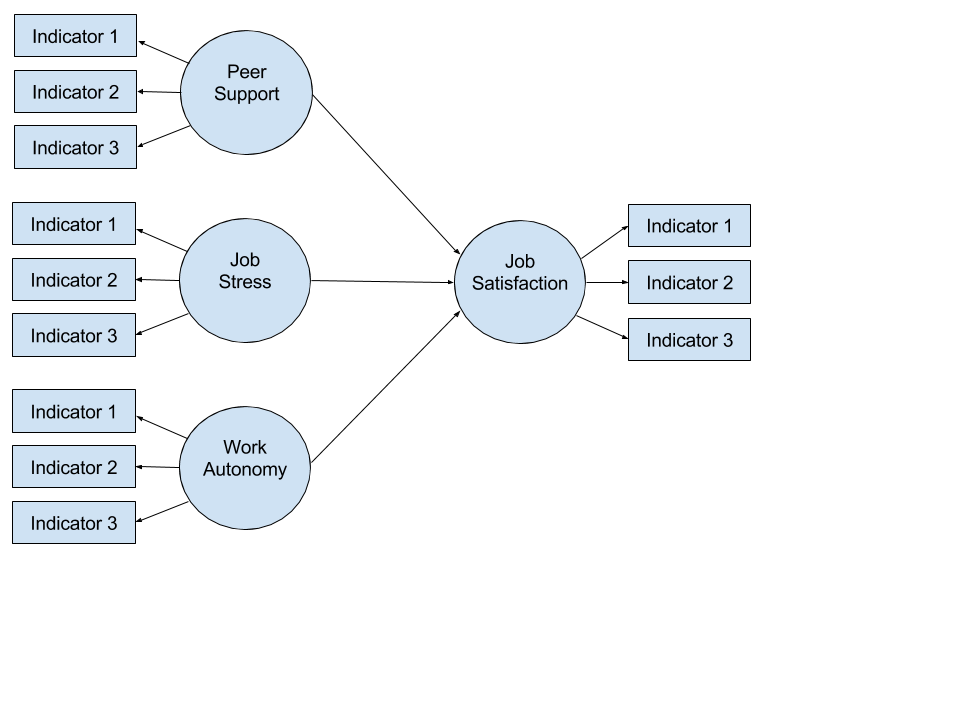 Indicator 1
Indicator 2
Indicator 3
Peer
Support
Indicator 1
Indicator 2
Indicator 3
Job
Stress
Indicator 1
Indicator 2
Indicator 3
Work
Autonomy
Job
Satisfaction
Indicator 1
Indicator 2
Indicator 3